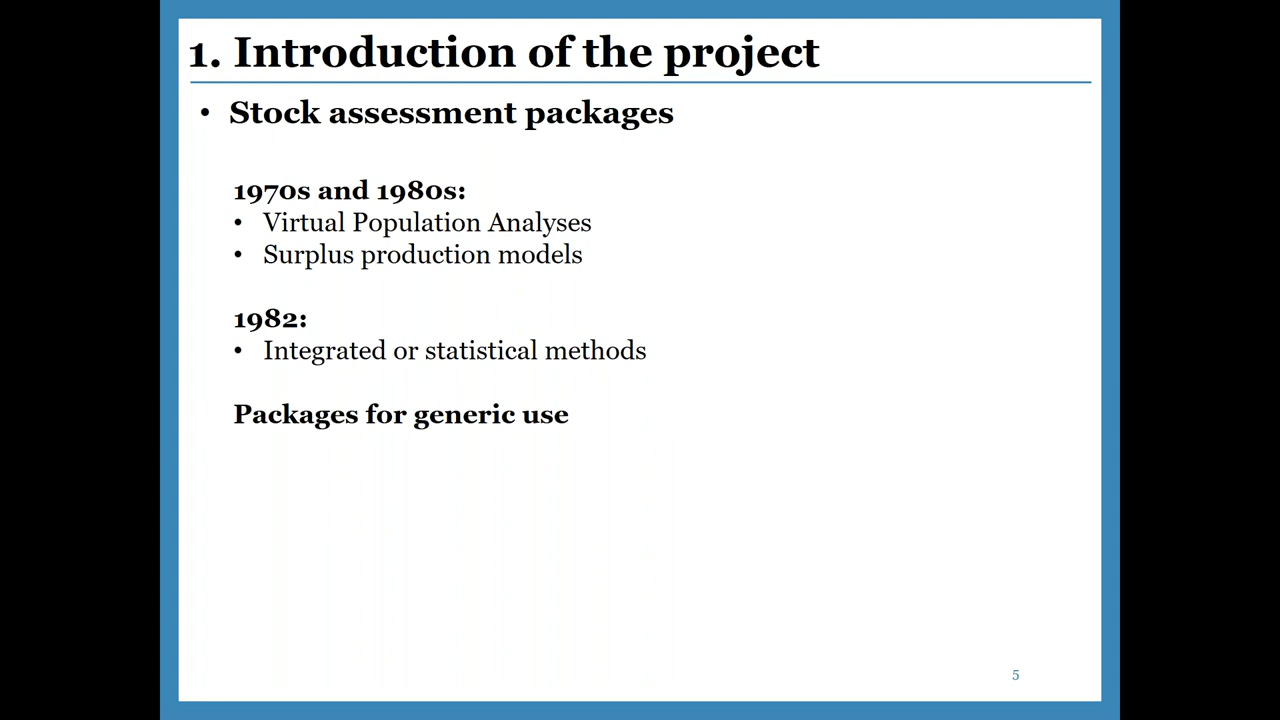 1. Introduction of the project
• Stock assessment packages
1970s and 1980s:
• Virtual Population Analyses
• Surplus production models
1982:
• Integrated or statistical methods
Packages for generic use
5